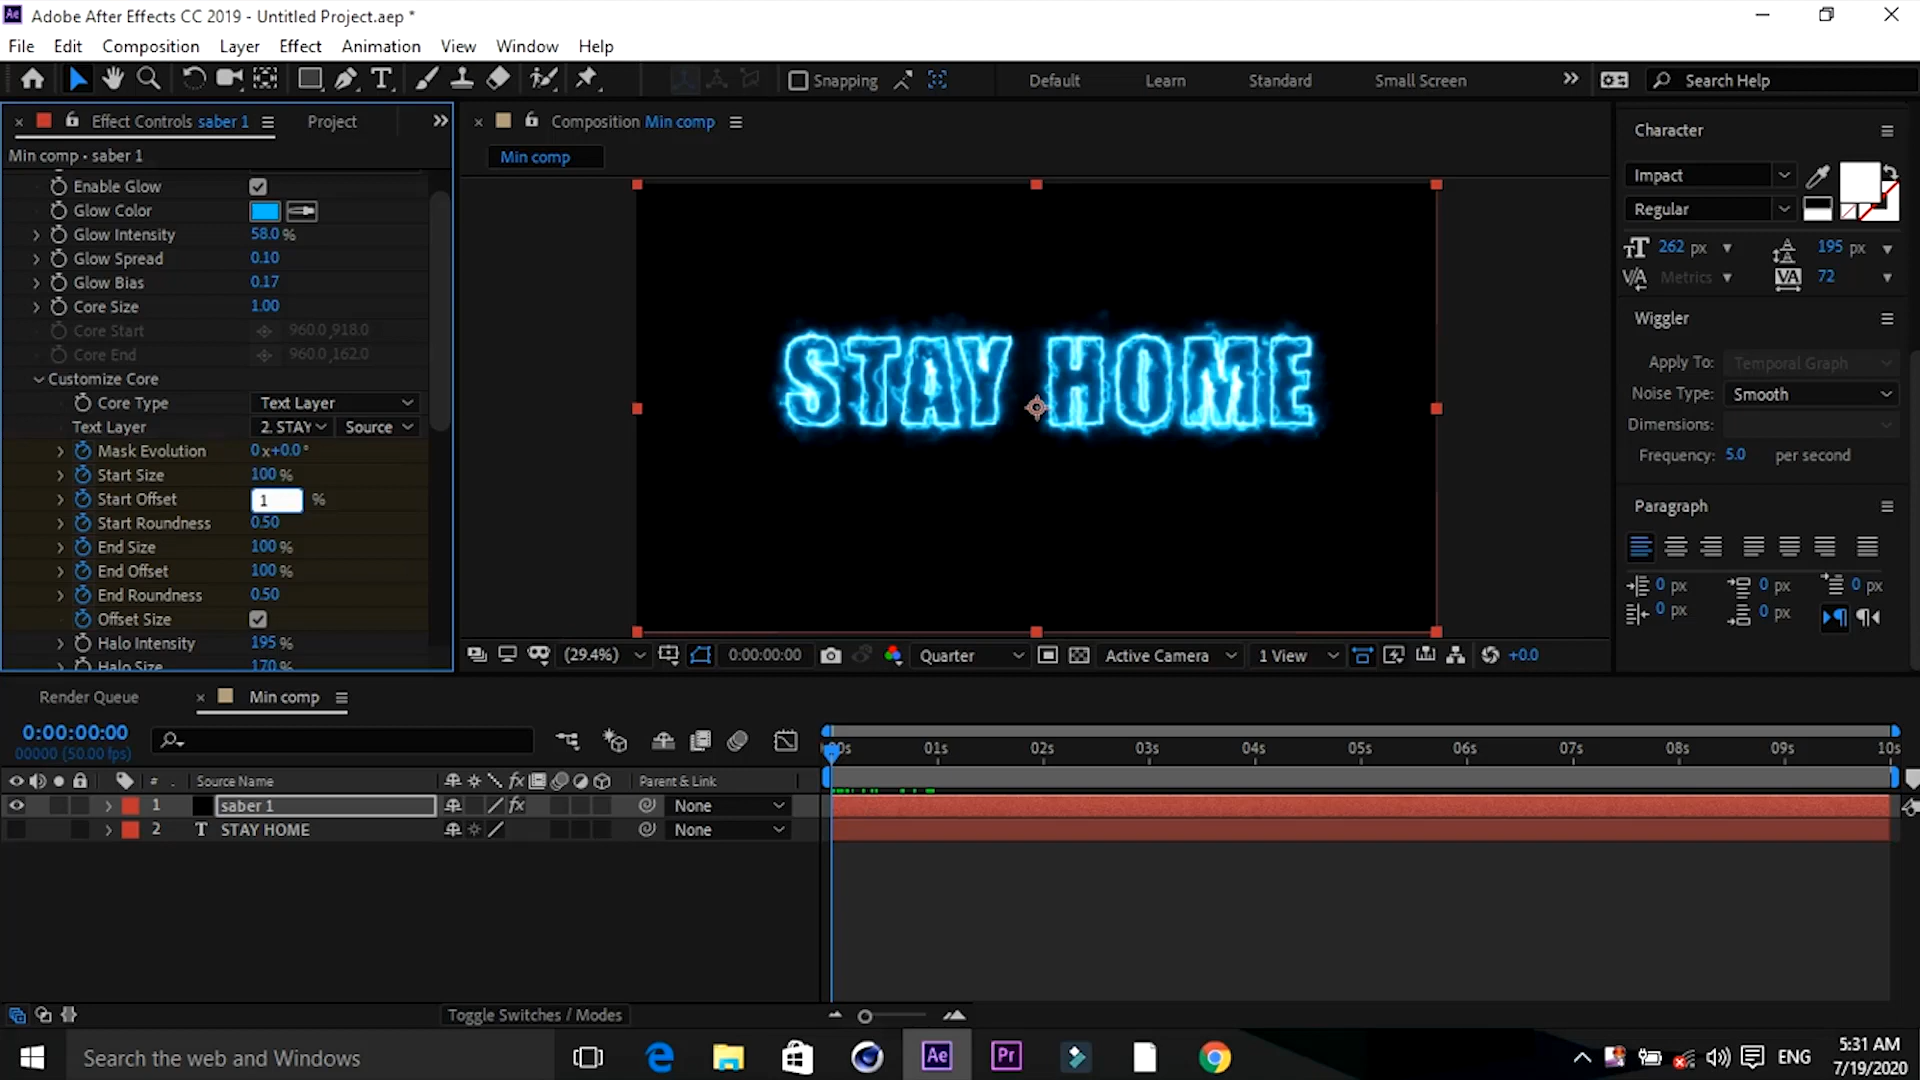 Adobe After Effects CC 2019 - Untitled Project.aep *
File Edit Composition Layer Effect Animation View Window Help
Snapping Default Learn Standard Small Screen Search Help
Effect Controls saber 1 Project
Min comp • saber 1
Enable Glow
Glow Color
Glow Intensity 58.0 %
Glow Spread 0.10
Glow Bias 0.17
Core Size 1.00
Core Start 960.0,918.0
Core End 960.0,162.0
Customize Core
Core Type Text Layer
Text Layer 2. STAY Source
Mask Evolution 0 x+0.0 °
Start Size 100 %
Start Offset 1 %
Start Roundness 0.50
End Size 100 %
End Offset 100 %
End Roundness 0.50
Offset Size
Halo Intensity 195 %
Halo Size 170 %
Composition Min comp
Min comp
STAY HOME
(29.4%) 0:00:00:00 Quarter Active Camera 1 View +0.0
Character
Impact
Regular
262 px 195 px
Metrics 72
Wiggler
Apply To: Temporal Graph
Noise Type: Smooth
Dimensions:
Frequency: 5.0 per second
Paragraph
0 px 0 px 0 px
0 px 0 px
Render Queue Min comp
0:00:00:00
00000 (50.00 fps)
01s 02s 03s 04s 05s 06s 07s 08s 09s 10s
# Source Name Parent & Link
1 saber 1 None
2 T STAY HOME None
Toggle Switches / Modes
Search the web and Windows
Ae Pr
ENG
5:31 AM
7/19/2020